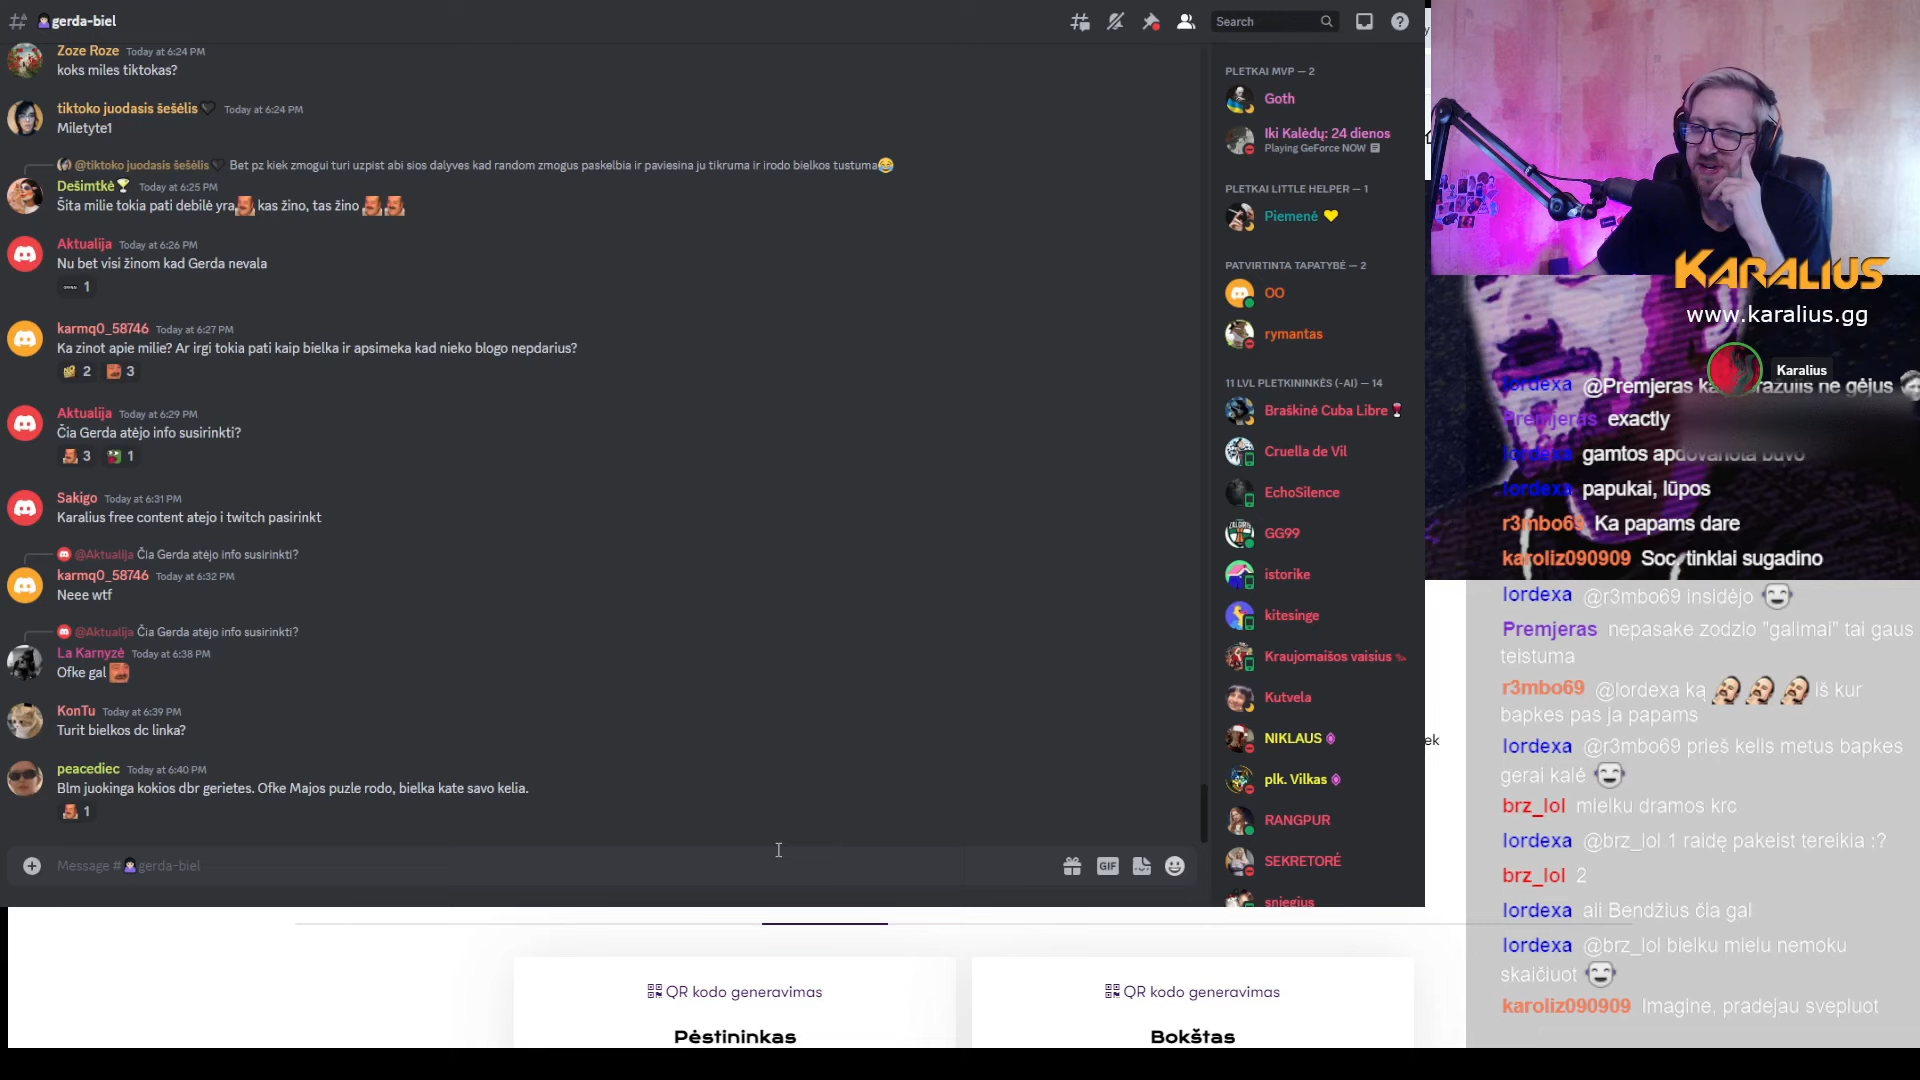 gerda-biel
Search
Zoze Roze Today at 6:24 PM
koks miles tiktokas?
tiktoko juodasis šešėlis Today at 6:24 PM
Miletyte1
@tiktoko juodasis šešėlis Bet pz kiek zmogui turi uzpist abi sios dalyves kad random zmogus paskelbia ir paviesina ju tikruma ir irodo bielkos tustuma
Dešimtkė Today at 6:25 PM
Šita milie tokia pati debilė yra kas žino, tas žino
Aktualija Today at 6:26 PM
Nu bet visi žinom kad Gerda nevala
1
karmq0_58746 Today at 6:27 PM
Ka zinot apie milie? Ar irgi tokia pati kaip bielka ir apsimeka kad nieko blogo nepdarius?
2 3
Aktualija Today at 6:29 PM
Čia Gerda atėjo info susirinkti?
3 1
Sakigo Today at 6:31 PM
Karalius free content atejo i twitch pasirinkt
@Aktualija Čia Gerda atėjo info susirinkti?
karmq0_58746 Today at 6:32 PM
Neee wtf
@Aktualija Čia Gerda atėjo info susirinkti?
La Karnyzė Today at 6:38 PM
Ofke gal
KonTu Today at 6:39 PM
Turit bielkos dc linka?
peacediec Today at 6:40 PM
Blm juokinga kokios dbr gerietes. Ofke Majos puzle rodo, bielka kate savo kelia.
1
Message # gerda-biel
GIF
PLETKAI MVP — 2
Goth
Iki Kalėdų: 24 dienos
Playing GeForce NOW
PLETKAI LITTLE HELPER — 1
Piemenė
PATVIRTINTA TAPATYBĖ — 2
OO
rymantas
11 LVL PLETKININKĖS (-AI) — 14
Braškinė Cuba Libre
Cruella de Vil
EchoSilence
GG99
istorike
kitesinge
Kraujomaišos vaisius
Kutvela
NIKLAUS
plk. Vilkas
RANGPUR
SEKRETORĖ
sniegius
ek
QR kodo generavimas
Pėstininkas
QR kodo generavimas
Bokštas
KARALIUS
www.karalius.gg
Karalius
lordexa @Premjeras ne gėjus
Premjeras exactly
lordexa gamtos apdovanota buvo
lordexa papukai, lūpos
r3mbo69 Ka papams dare
karoliz090909 Soc. tinklai sugadino
lordexa @r3mbo69 insidėjo
Premjeras nepasake zodzio "galimai" tai gaus
teistuma
r3mbo69 @lordexa ką iš kur
bapkes pas ja papams
lordexa @r3mbo69 prieš kelis metus bapkes
gerai kalė
brz_lol mielku dramos krc
lordexa @brz_lol 1 raidę pakeist tereikia :?
brz_lol 2
lordexa ali Bendžius čia gal
lordexa @brz_lol bielku mielu nemoku
skaičiuot
karoliz090909 Imagine, pradejau svepluot